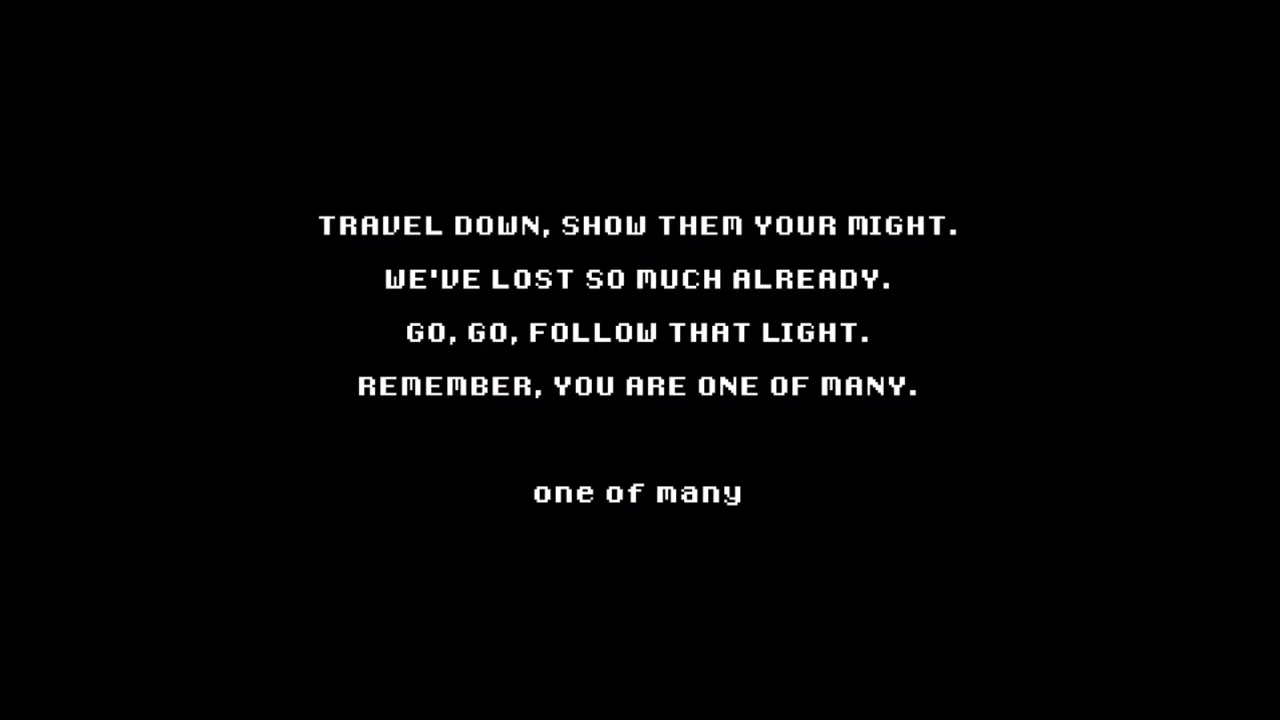 TRAVEL DOWN, SHOW THEM YOUR MIGHT.
WE'VE LOST SO MUCH ALREADY.
GO, GO, FOLLOW THAT LIGHT.
REMEMBER, YOU ARE ONE OF MANY.
one of many